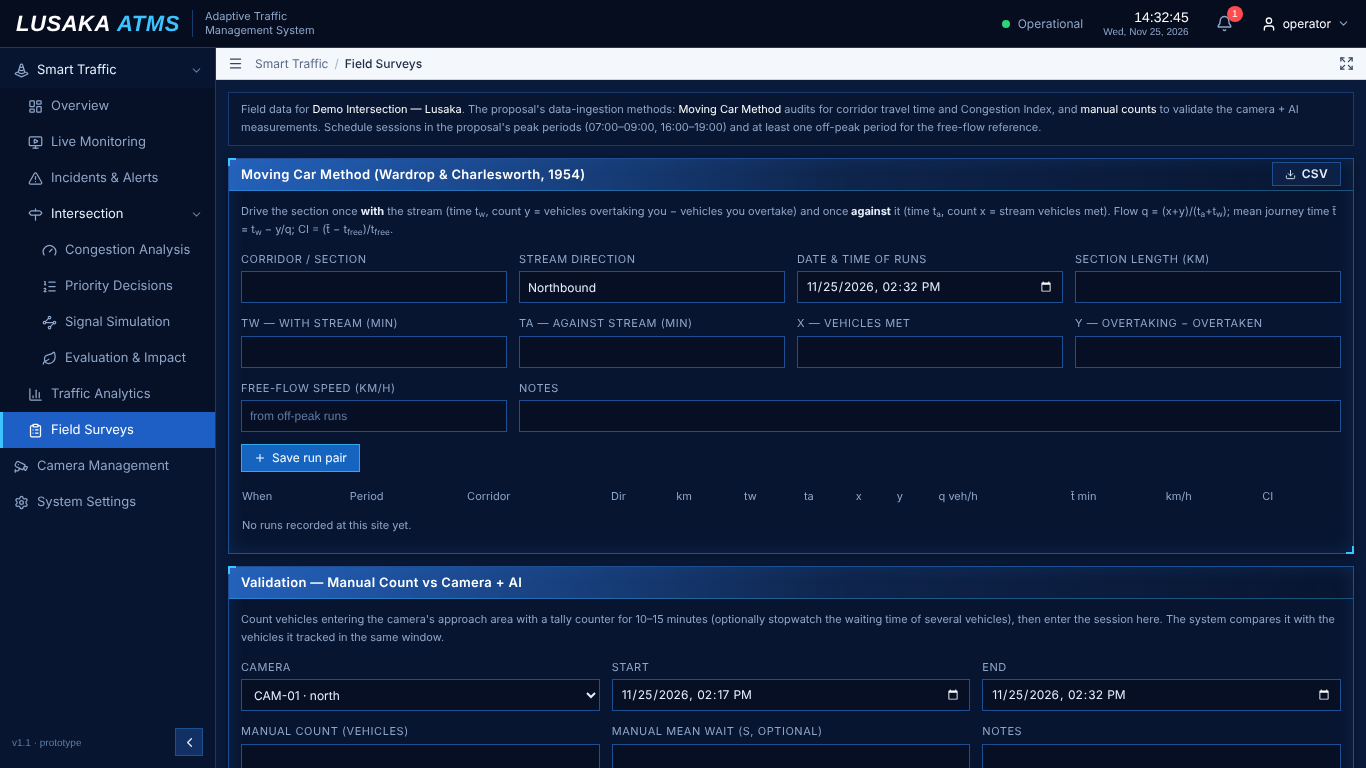 LUSAKA ATMS
Adaptive Traffic
Management System
Operational
14:32:45
Wed, Nov 25, 2026
1
operator
Smart Traffic
Overview
Live Monitoring
Incidents & Alerts
Intersection
Congestion Analysis
Priority Decisions
Signal Simulation
Evaluation & Impact
Traffic Analytics
Field Surveys
Camera Management
System Settings
v1.1 · prototype
Smart Traffic / Field Surveys
Field data for Demo Intersection — Lusaka. The proposal's data-ingestion methods: Moving Car Method audits for corridor travel time and Congestion Index, and manual counts to validate the camera + AI
measurements. Schedule sessions in the proposal's peak periods (07:00–09:00, 16:00–19:00) and at least one off-peak period for the free-flow reference.
Moving Car Method (Wardrop & Charlesworth, 1954)
CSV
Drive the section once with the stream (time tw, count y = vehicles overtaking you − vehicles you overtake) and once against it (time ta, count x = stream vehicles met). Flow q = (x+y)/(ta+tw); mean journey time t̄
= tw − y/q; CI = (t̄ − tfree)/tfree.
CORRIDOR / SECTION
STREAM DIRECTION
DATE & TIME OF RUNS
SECTION LENGTH (KM)
Northbound
11/25/2026, 02:32 PM
TW — WITH STREAM (MIN)
TA — AGAINST STREAM (MIN)
X — VEHICLES MET
Y — OVERTAKING − OVERTAKEN
FREE-FLOW SPEED (KM/H)
NOTES
from off-peak runs
+ Save run pair
When Period Corridor Dir km tw ta x y q veh/h t̄ min km/h CI
No runs recorded at this site yet.
Validation — Manual Count vs Camera + AI
Count vehicles entering the camera's approach area with a tally counter for 10–15 minutes (optionally stopwatch the waiting time of several vehicles), then enter the session here. The system compares it with the
vehicles it tracked in the same window.
CAMERA
START
END
CAM-01 · north
11/25/2026, 02:17 PM
11/25/2026, 02:32 PM
MANUAL COUNT (VEHICLES)
MANUAL MEAN WAIT (S, OPTIONAL)
NOTES